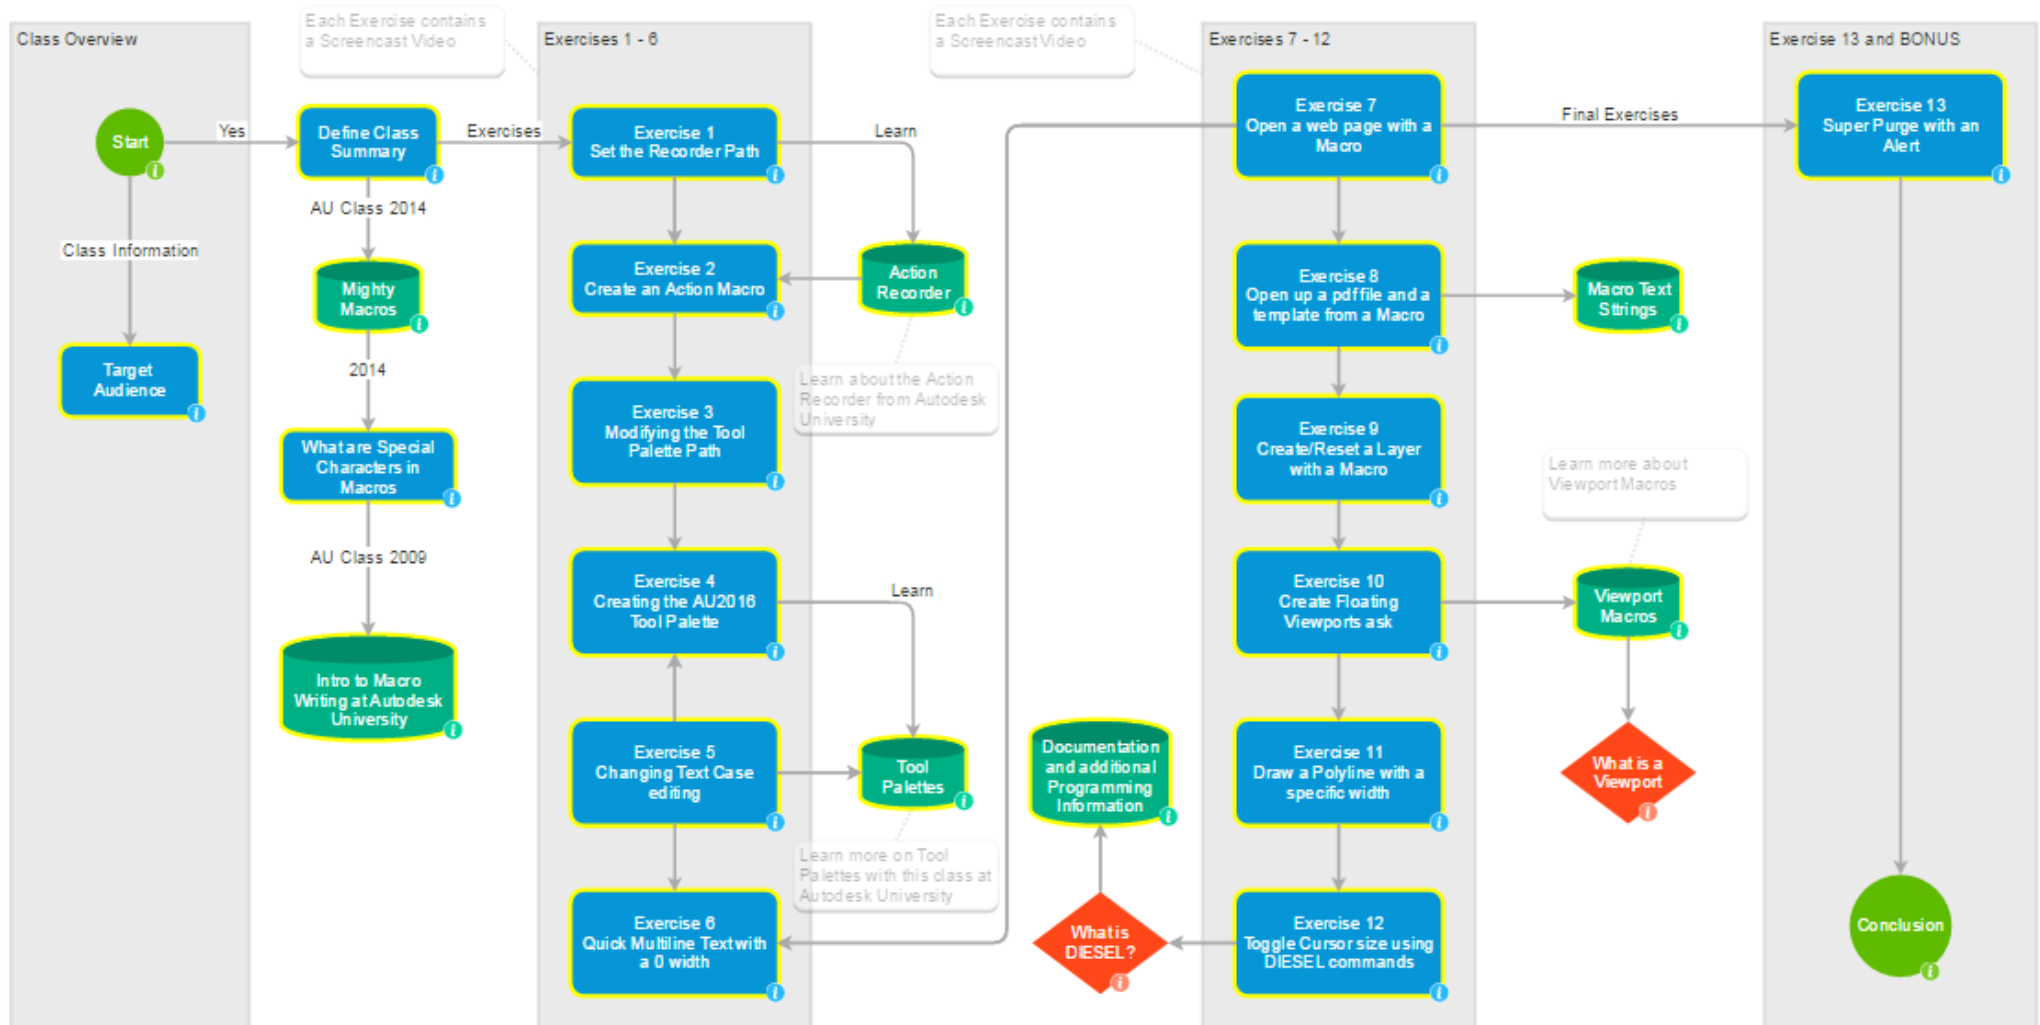 Class Overview
Start
Yes
Class Information
Target
Audience
Each Exercise contains
a Screencast Video
Define Class
Summary
Exercises
AU Class 2014
Mighty
Macros
2014
What are Special
Characters in
Macros
AU Class 2009
Intro to Macro
Writing at Autodesk
University
Exercises 1 - 6
Exercise 1
Set the Recorder Path
Learn
Exercise 2
Create an Action Macro
Action
Recorder
Learn about the Action
Recorder from Autodesk
University
Exercise 3
Modifying the Tool
Palette Path
Exercise 4
Creating the AU2016
Tool Palette
Learn
Exercise 5
Changing Text Case
editing
Tool
Palettes
Learn more on Tool
Palettes with this class at
Autodesk University
Exercise 6
Quick Multiline Text with
a 0 width
Each Exercise contains
a Screencast Video
Exercises 7 - 12
Exercise 7
Open a web page with a
Macro
Final Exercises
Exercise 8
Open up a pdf file and a
template from a Macro
Macro Text
Sttrings
Exercise 9
Create/Reset a Layer
with a Macro
Learn more about
Viewport Macros
Exercise 10
Create Floating
Viewports ask
Viewport
Macros
What is a
Viewport
Exercise 11
Draw a Polyline with a
specific width
Documentation
and additional
Programming
Information
Exercise 12
Toggle Cursor size using
DIESEL commands
What is
DIESEL?
Exercise 13 and BONUS
Exercise 13
Super Purge with an
Alert
Conclusion